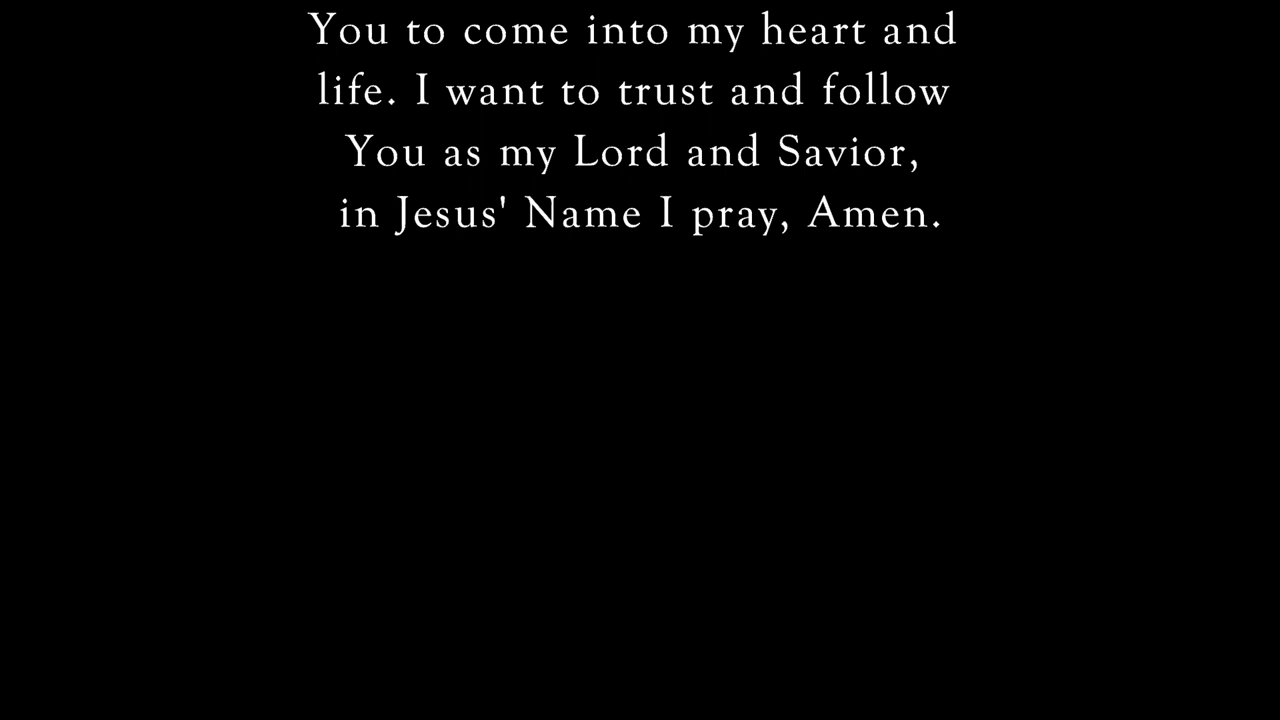 You to come into my heart and
life. I want to trust and follow
You as my Lord and Savior,
in Jesus' Name I pray, Amen.